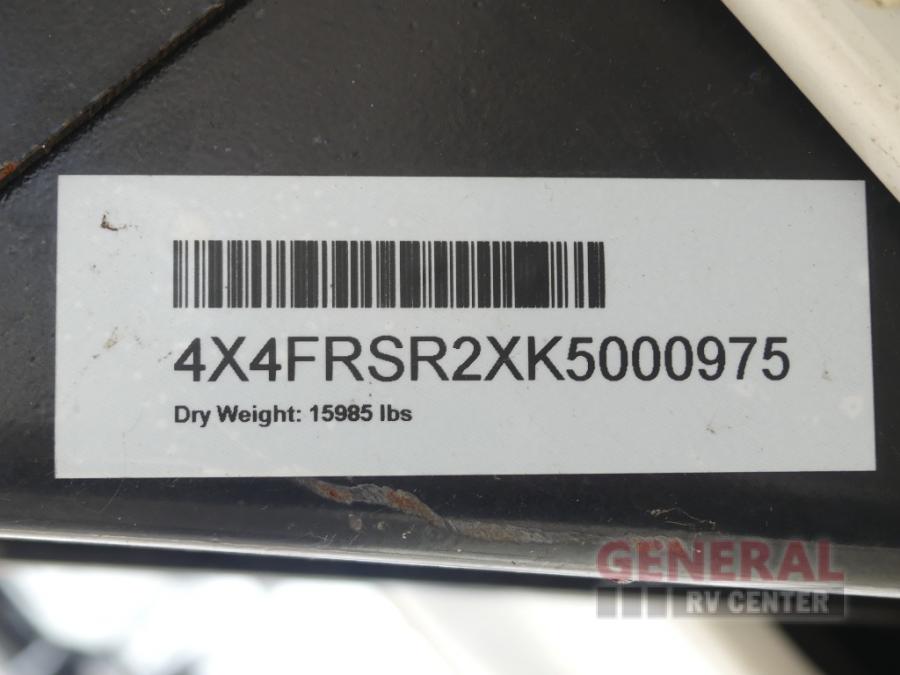 4X4FRSR2XK5000975
Dry Weight: 15985 lbs
GENERAL
RV CENTER